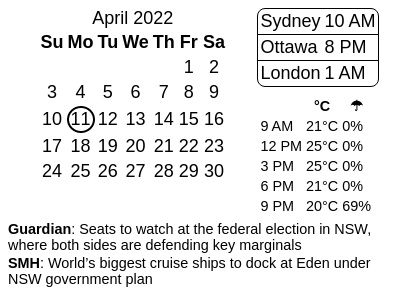 April 2022
Su Mo Tu We Th Fr Sa
1 2
3 4 5 6 7 8 9
10 11 12 13 14 15 16
17 18 19 20 21 22 23
24 25 26 27 28 29 30
Sydney 10 AM
Ottawa 8 PM
London 1 AM
°C ☂
9 AM 21°C 0%
12 PM 25°C 0%
3 PM 25°C 0%
6 PM 21°C 0%
9 PM 20°C 69%
Guardian: Seats to watch at the federal election in NSW,
where both sides are defending key marginals
SMH: World’s biggest cruise ships to dock at Eden under
NSW government plan